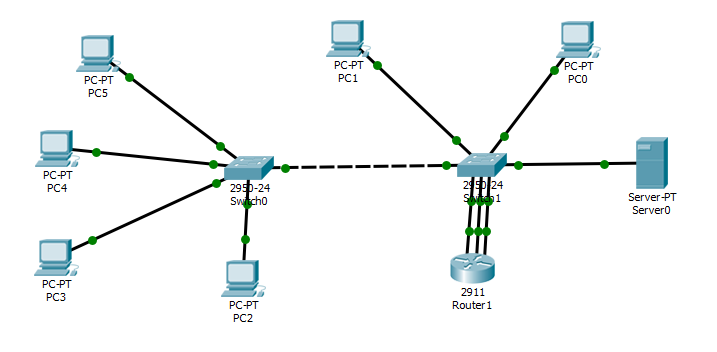 PC-PT
PC5
PC-PT
PC1
PC-PT
PC0
PC-PT
PC4
2950-24
Switch0
2950-24
Switch1
Server-PT
Server0
PC-PT
PC3
PC-PT
PC2
2911
Router1